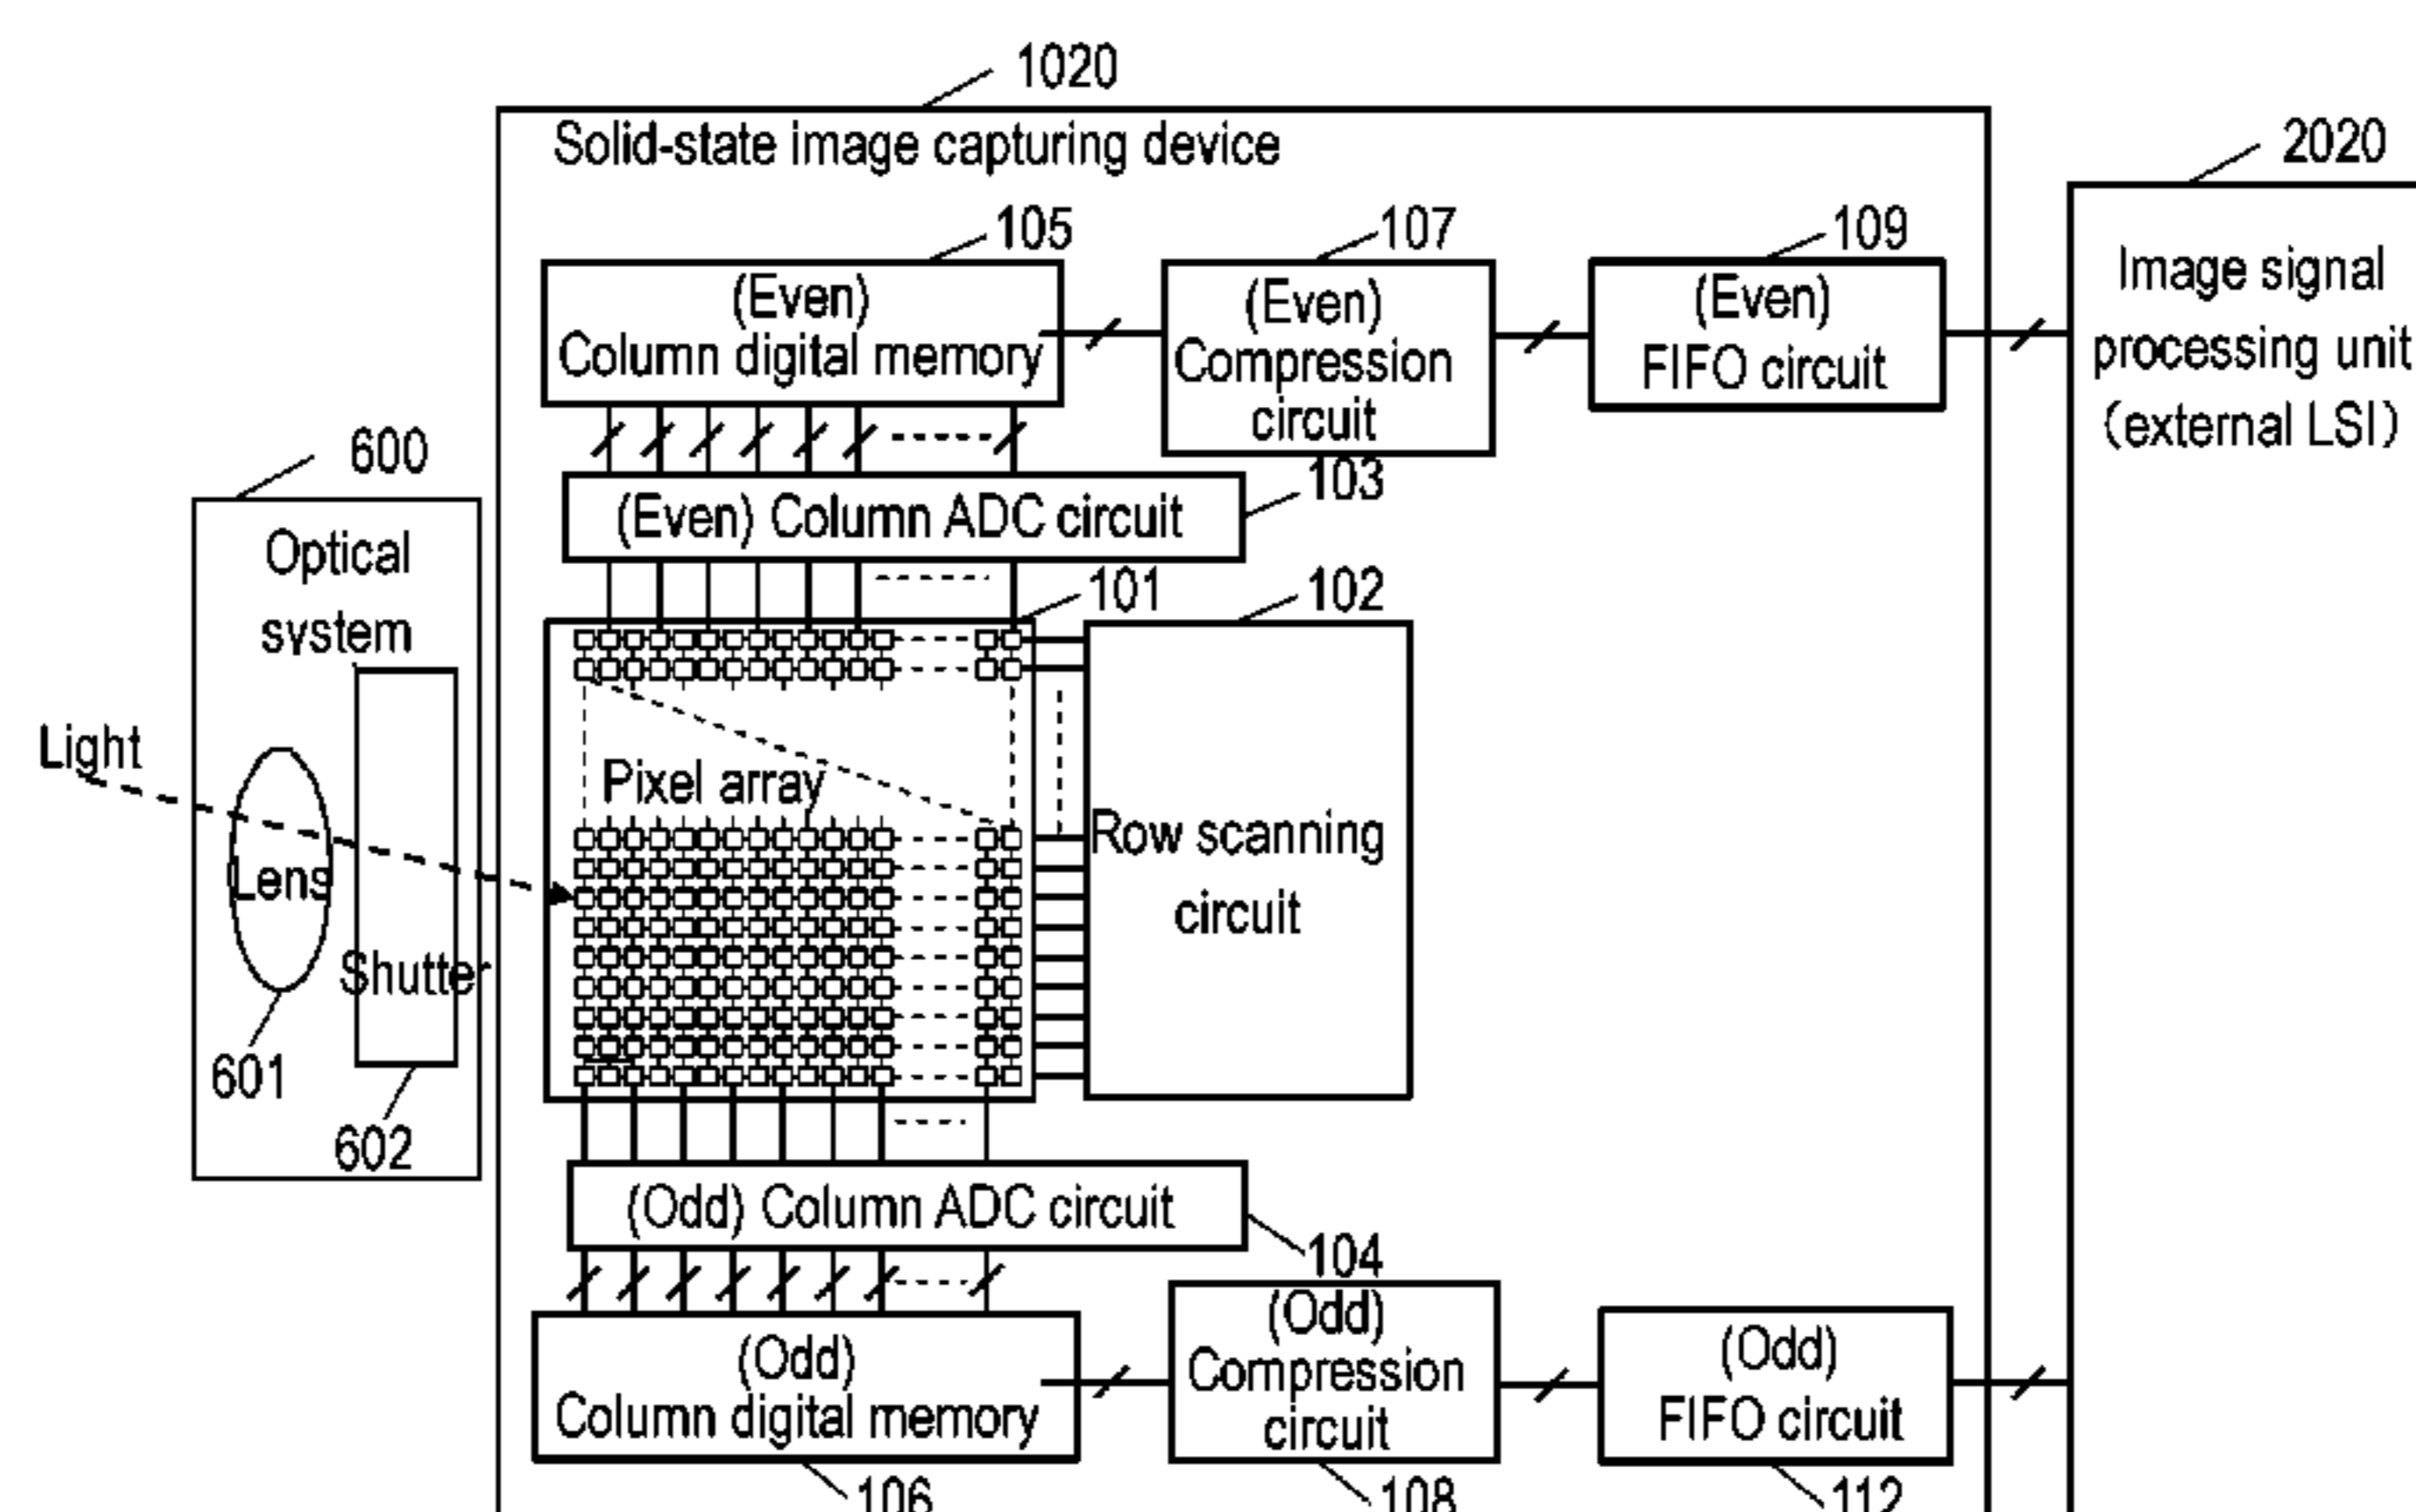 1020
Solid-state image capturing device
2020
105
107
109
(Even)
Column digital memory
(Even)
Compression
circuit
(Even)
FIFO circuit
Image signal
processing unit
(external LSI)
600
103
(Even) Column ADC circuit
Optical
system
101
102
Light
Pixel array
Row scanning
circuit
Lens
Shutter
601
602
(Odd) Column ADC circuit
104
(Odd)
Column digital memory
(Odd)
Compression
circuit
(Odd)
FIFO circuit
106
108
112